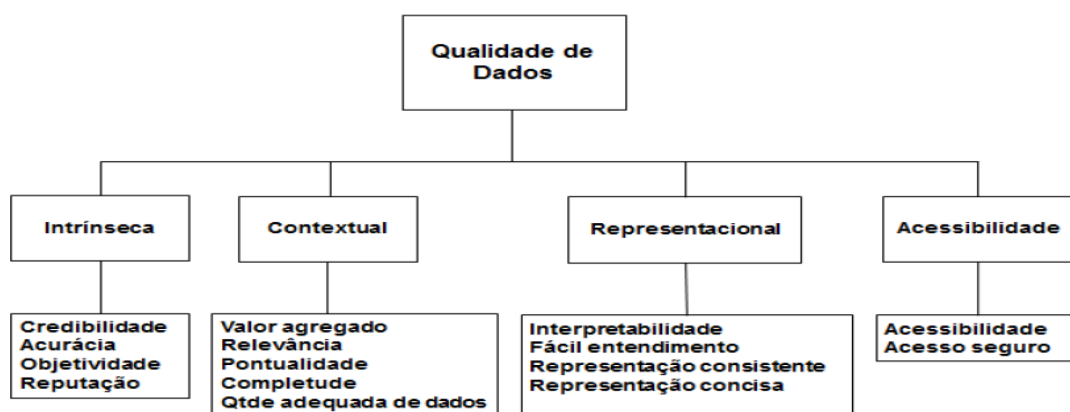 Qualidade de
Dados
Intrínseca
Contextual
Representacional
Acessibilidade
Credibilidade
Acurácia
Objetividade
Reputação
Valor agregado
Relevância
Pontualidade
Completude
Qtde adequada de dados
Interpretabilidade
Fácil entendimento
Representação consistente
Representação concisa
Acessibilidade
Acesso seguro